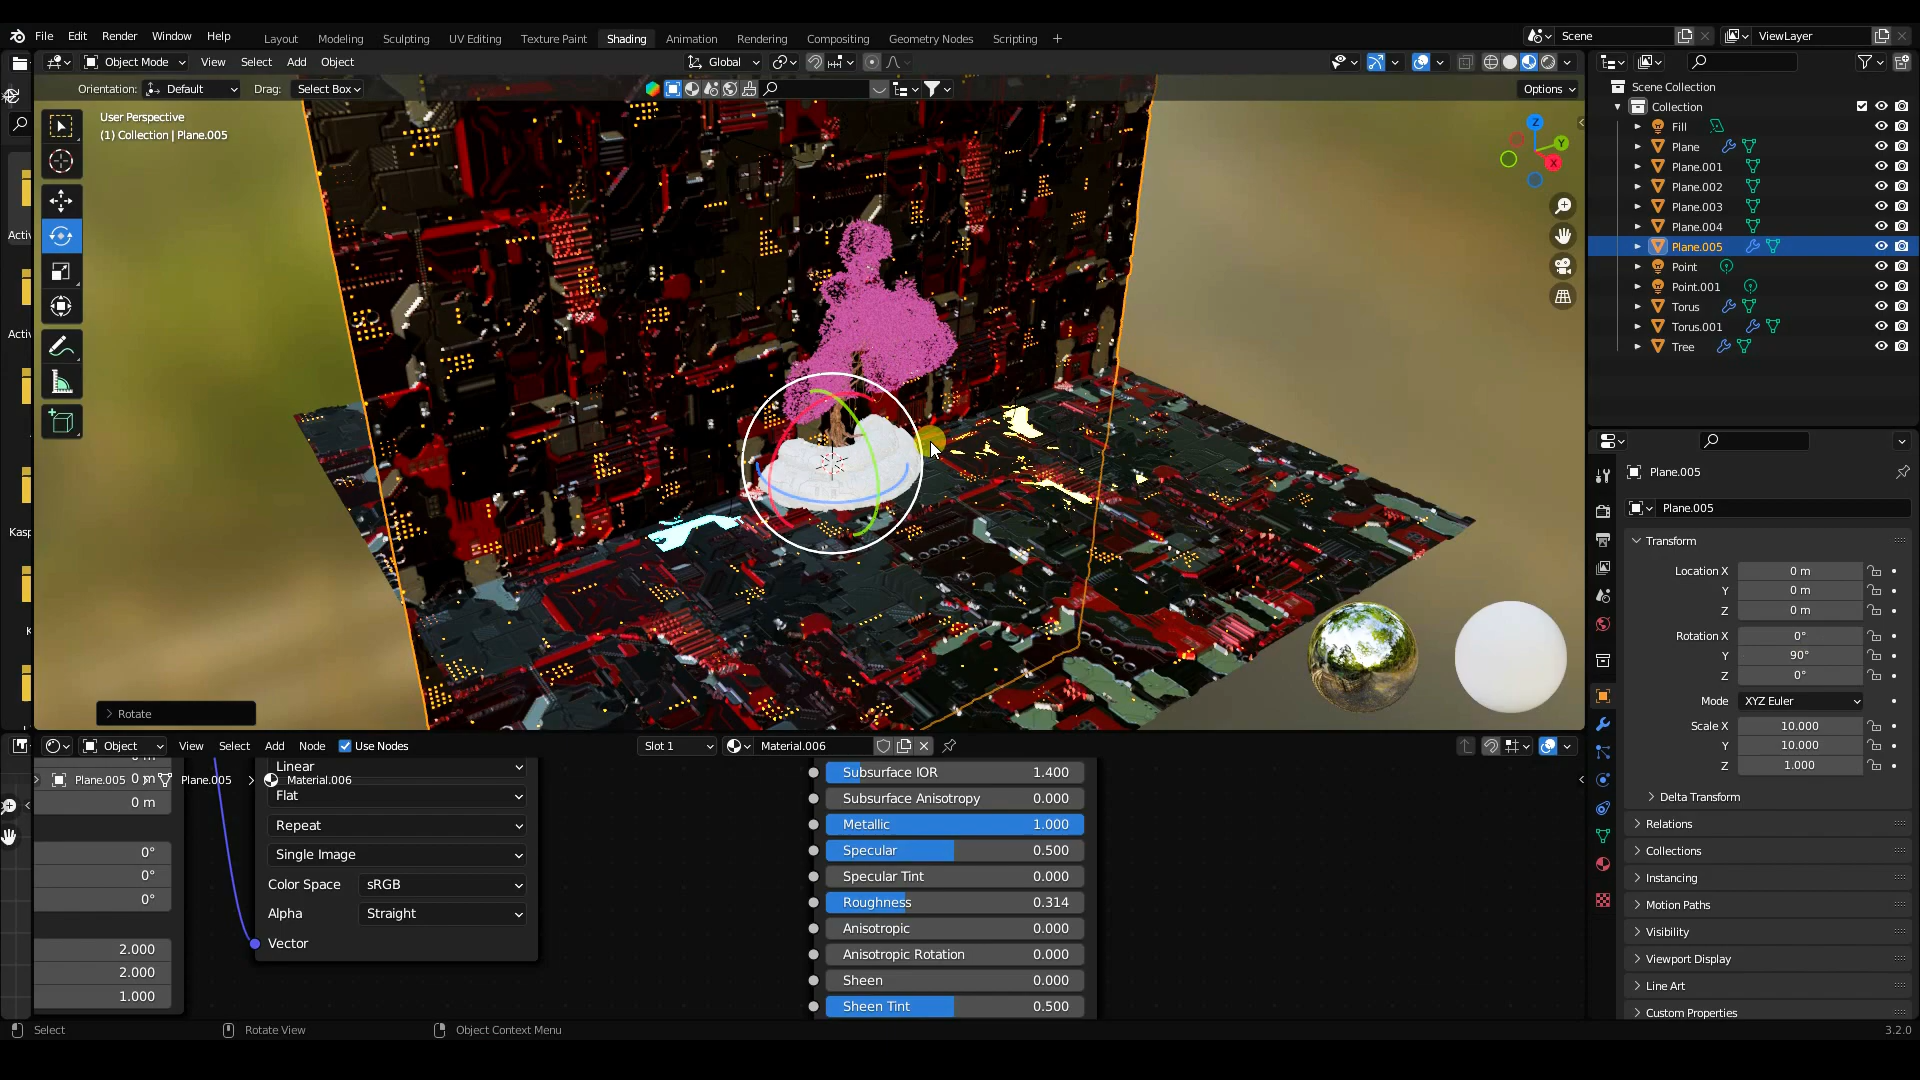 File Edit Render Window Help Layout Modeling Sculpting UV Editing Texture Paint Shading Animation Rendering Compositing Geometry Nodes Scripting + Scene ViewLayer
Object Mode View Select Add Object Global
Orientation: Default Drag: Select Box Options
User Perspective
(1) Collection | Plane.005
Z
Y
X
Activ
Activ
Kasp
K
Rotate
Scene Collection
Collection
Fill
Plane
Plane.001
Plane.002
Plane.003
Plane.004
Plane.005
Point
Point.001
Torus
Torus.001
Tree
Plane.005
Plane.005
Transform
Location X 0 m
Y 0 m
Z 0 m
Rotation X 0°
Y 90°
Z 0°
Mode XYZ Euler
Scale X 10.000
Y 10.000
Z 1.000
Delta Transform
Relations
Collections
Instancing
Motion Paths
Visibility
Viewport Display
Line Art
Custom Properties
Object View Select Add Node Use Nodes Slot 1 Material.006
Plane.005 Plane.005 Material.006
0 m
0 m
0°
0°
0°
2.000
2.000
1.000
Linear
Flat
Repeat
Single Image
Color Space sRGB
Alpha Straight
Vector
Subsurface IOR 1.400
Subsurface Anisotropy 0.000
Metallic 1.000
Specular 0.500
Specular Tint 0.000
Roughness 0.314
Anisotropic 0.000
Anisotropic Rotation 0.000
Sheen 0.000
Sheen Tint 0.500
Select Rotate View Object Context Menu 3.2.0